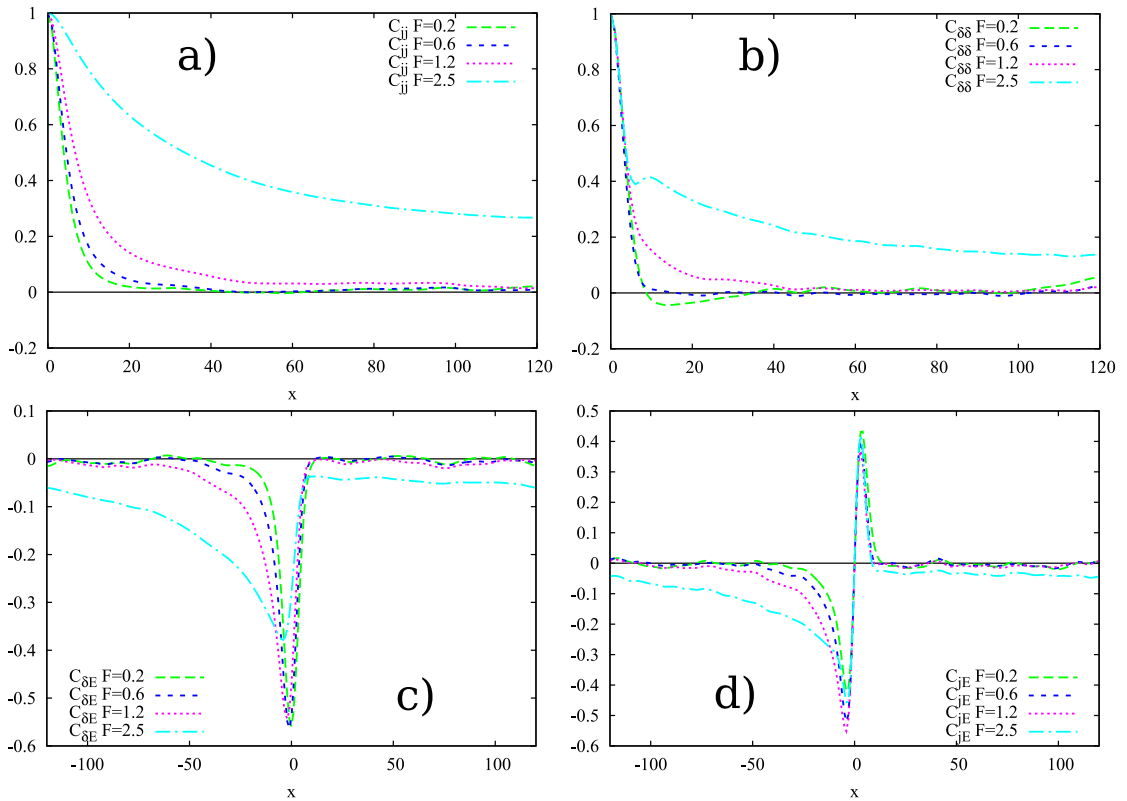 a)
C_jj F=0.2
C_jj F=0.6
C_jj F=1.2
C_jj F=2.5
1
0.8
0.6
0.4
0.2
0
-0.2
0 20 40 60 80 100 120
x
b)
C_δδ F=0.2
C_δδ F=0.6
C_δδ F=1.2
C_δδ F=2.5
1
0.8
0.6
0.4
0.2
0
-0.2
0 20 40 60 80 100 120
x
0.1
0
-0.1
-0.2
-0.3
-0.4
-0.5
-0.6
C_δE F=0.2
C_δE F=0.6
C_δE F=1.2
C_δE F=2.5
c)
-100 -50 0 50 100
x
0.5
0.4
0.3
0.2
0.1
0
-0.1
-0.2
-0.3
-0.4
-0.5
-0.6
d)
C_jE F=0.2
C_jE F=0.6
C_jE F=1.2
C_jE F=2.5
-100 -50 0 50 100
x